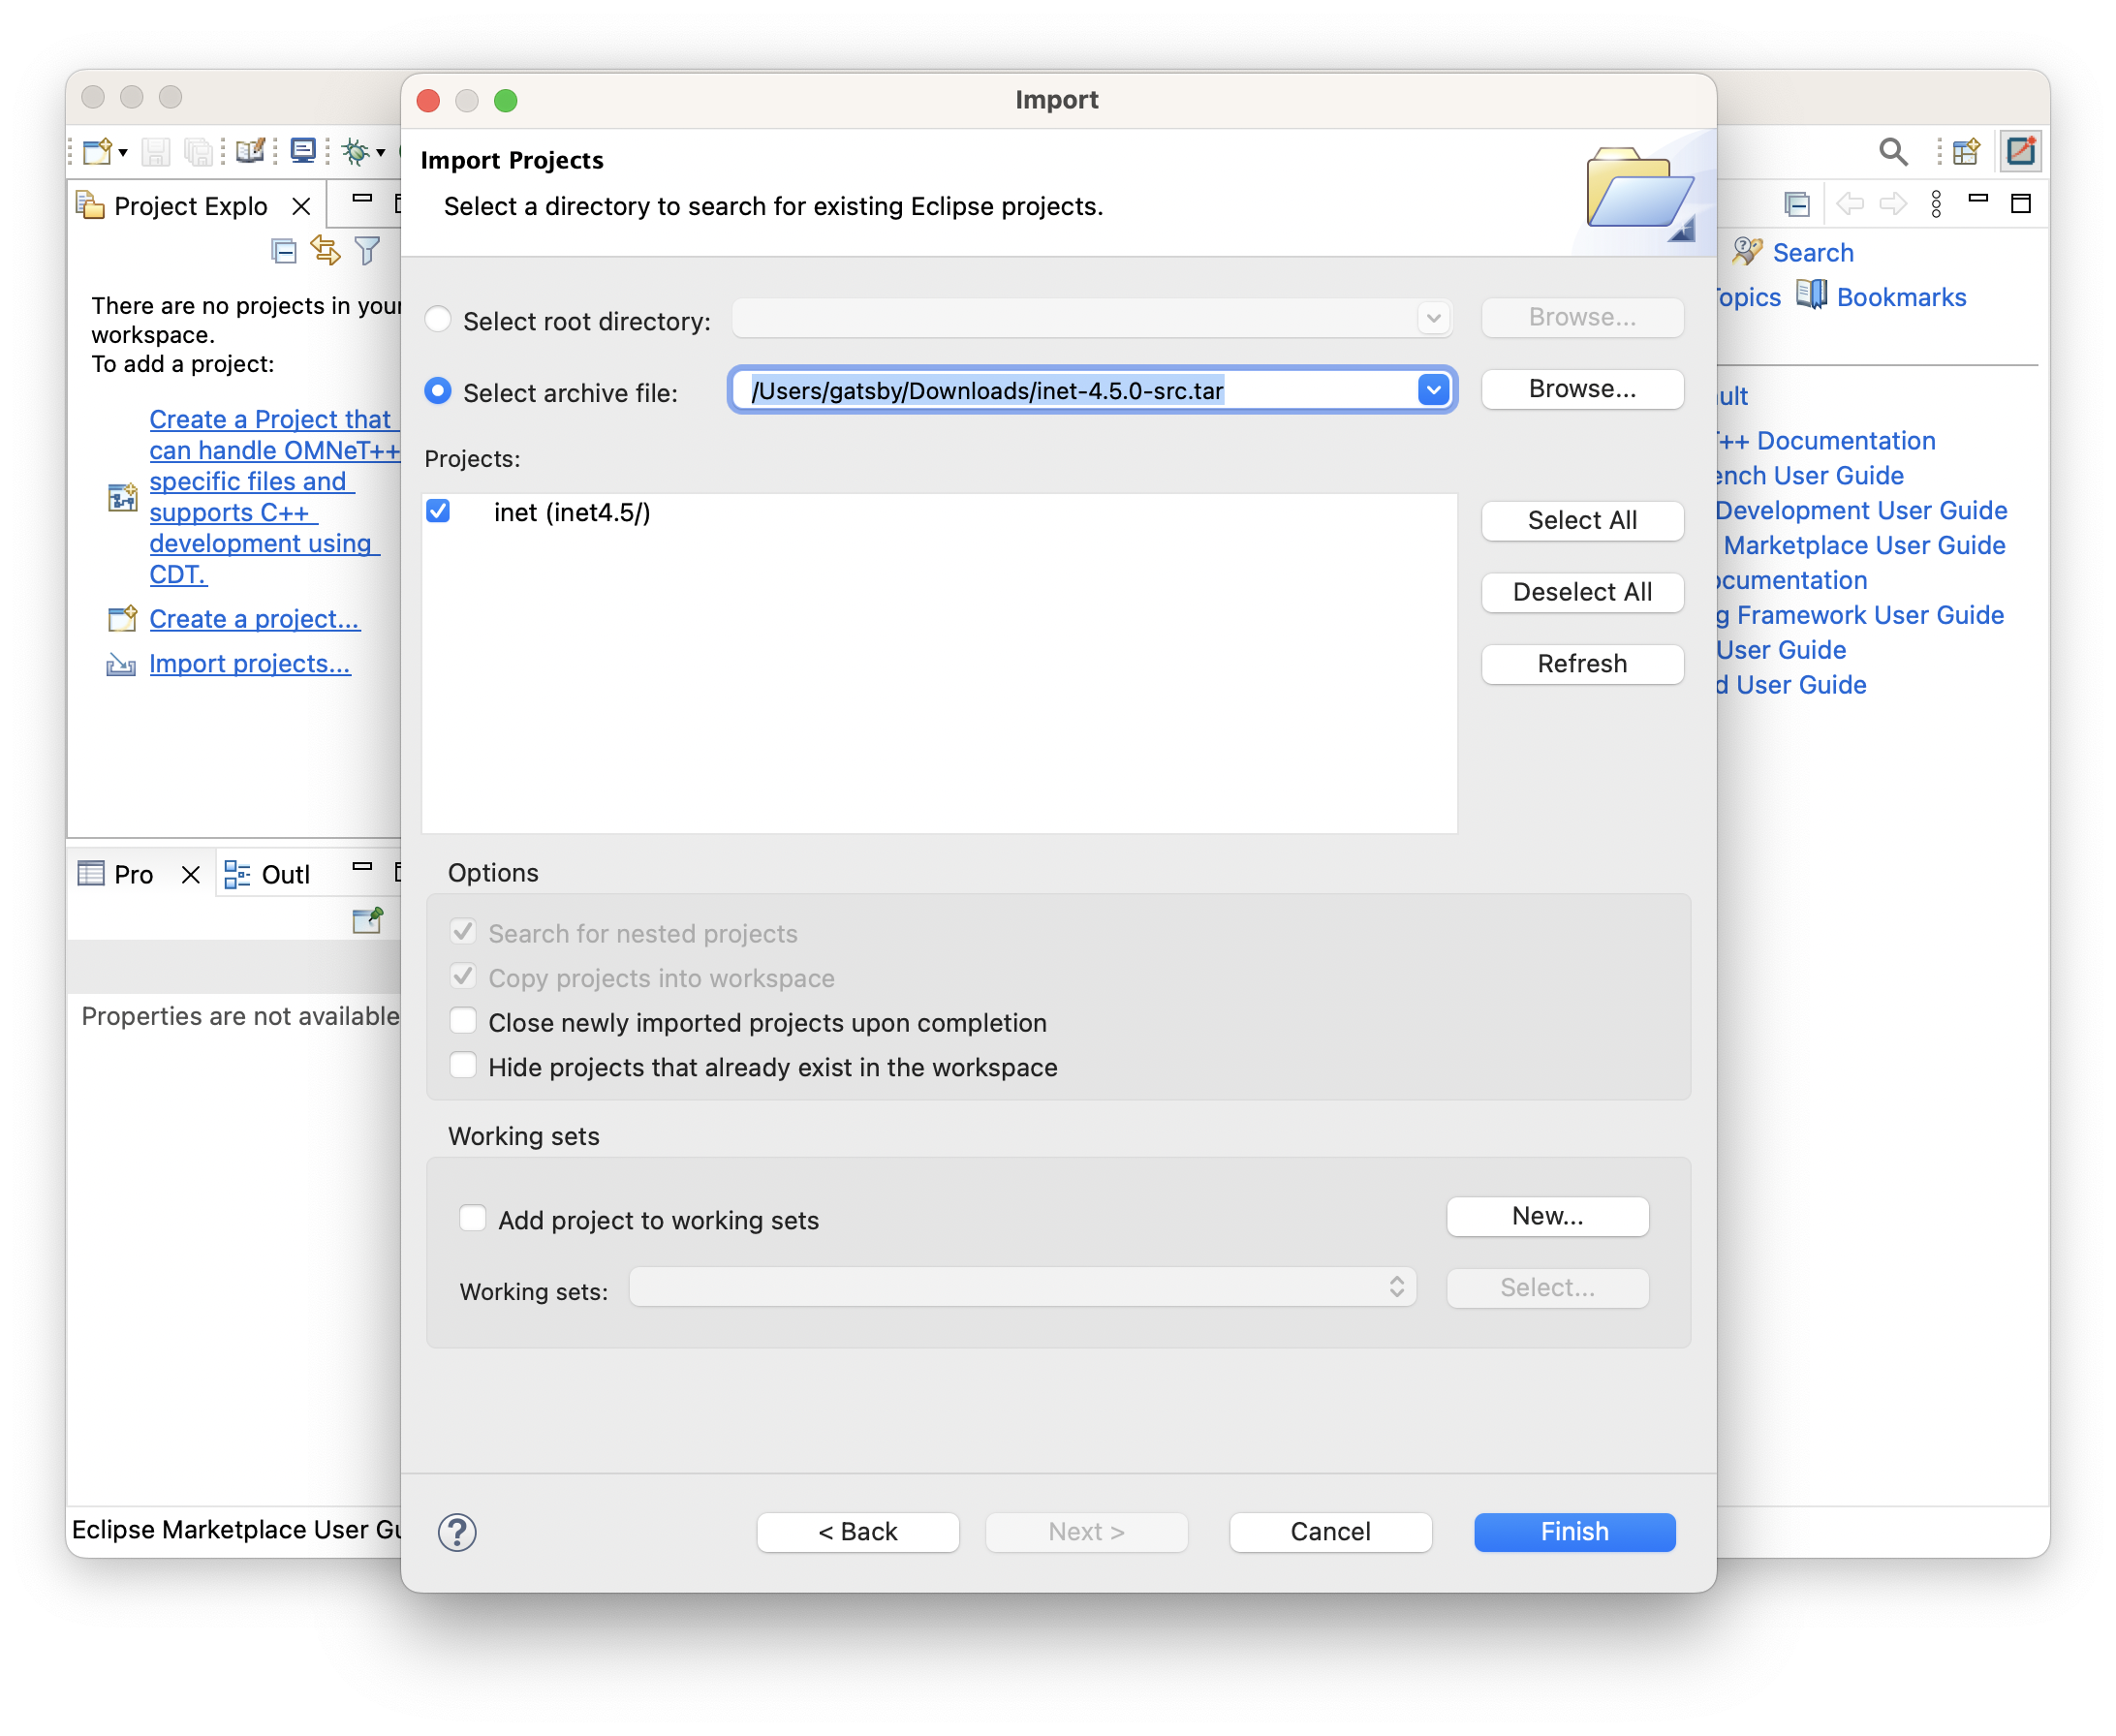 Import
Import Projects
Select a directory to search for existing Eclipse projects.
Project Explo
There are no projects in your
workspace.
To add a project:
Create a Project that
can handle OMNeT++
specific files and
supports C++
development using
CDT.
Create a project...
Import projects...
Pro
Outl
Properties are not available
Eclipse Marketplace User Gu
Select root directory:
Browse...
Select archive file:
/Users/gatsby/Downloads/inet-4.5.0-src.tar
Browse...
Projects:
inet (inet4.5/)
Select All
Deselect All
Refresh
Options
Search for nested projects
Copy projects into workspace
Close newly imported projects upon completion
Hide projects that already exist in the workspace
Working sets
Add project to working sets
New...
Working sets:
Select...
?
< Back
Next >
Cancel
Finish
Search
opics
Bookmarks
ult
T++ Documentation
ench User Guide
Development User Guide
Marketplace User Guide
ocumentation
g Framework User Guide
User Guide
d User Guide